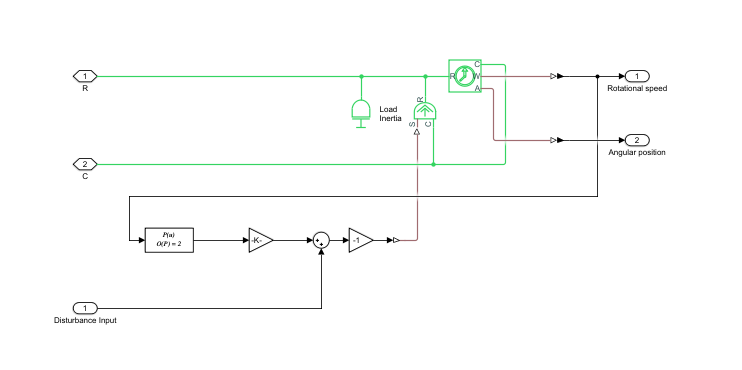 1
R
R
C
W
A
1
Rotational speed
Load
Inertia
R
S
C
2
Angular position
2
C
P(u)
O(P) = 2
-K-
+
+
-1
1
Disturbance Input